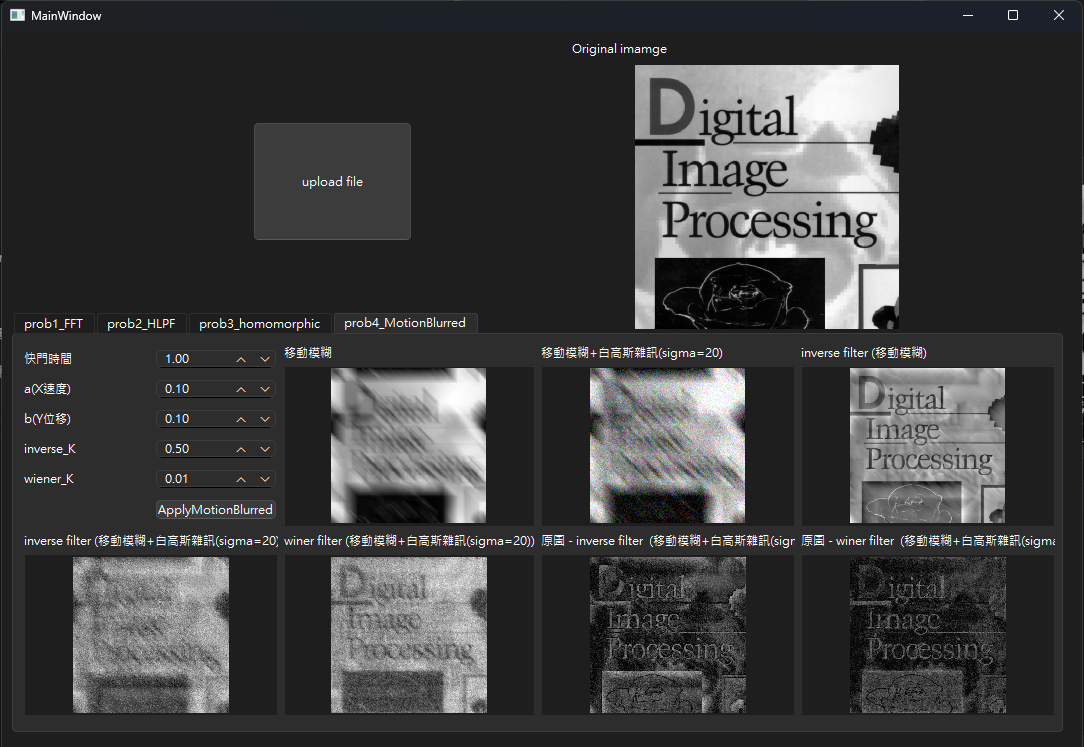 MainWindow
Original imamge
Digital
Image
Processing
upload file
prob1_FFT
prob2_HLPF
prob3_homomorphic
prob4_MotionBlurred
快門時間
1.00
a(X速度)
0.10
b(Y位移)
0.10
inverse_K
0.50
wiener_K
0.01
ApplyMotionBlurred
移動模糊
移動模糊+白高斯雜訊(sigma=20)
inverse filter (移動模糊)
Digital
Image
Processing
inverse filter (移動模糊+白高斯雜訊(sigma=20)
winer filter (移動模糊+白高斯雜訊(sigma=20))
Digital
Image
Processing
原圖 - inverse filter (移動模糊+白高斯雜訊(sigr
Digital
Image
Processing
原圖 - winer filter (移動模糊+白高斯雜訊(sigma
Digital
Image
Processing